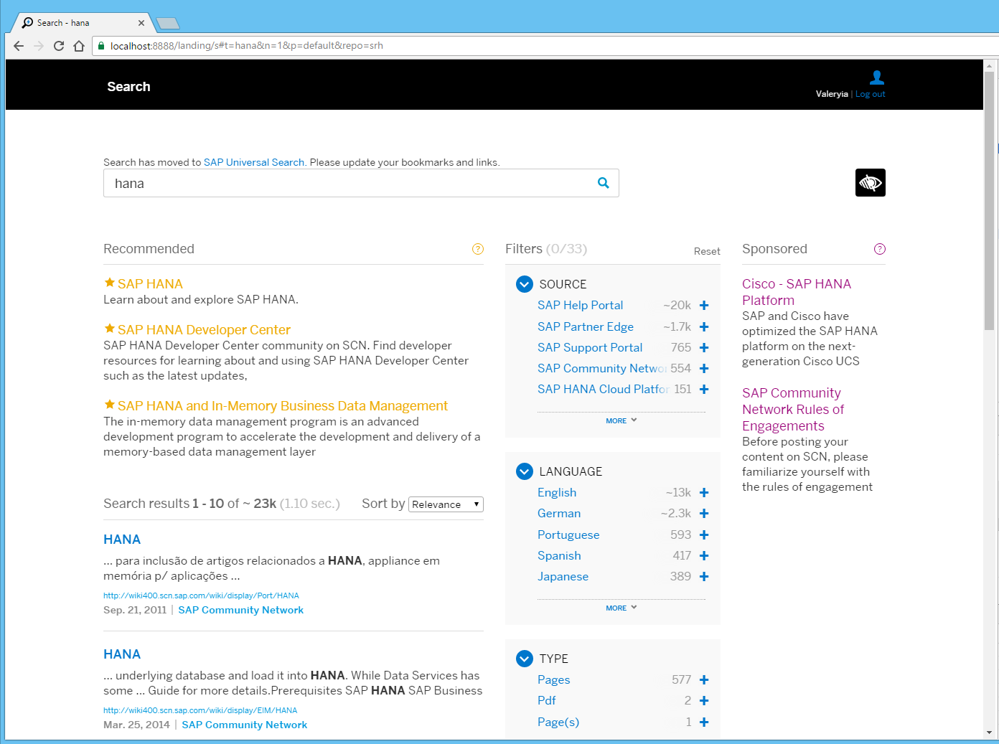 Search - hana
localhost:8888/landing/s#t=hana&n=1&p=default&repo=srh
Search
Valeryia | Log out
Search has moved to SAP Universal Search. Please update your bookmarks and links.
hana
Recommended ?
SAP HANA
Learn about and explore SAP HANA.
SAP HANA Developer Center
SAP HANA Developer Center community on SCN. Find developer
resources for learning about and using SAP HANA Developer Center
such as the latest updates,
SAP HANA and In-Memory Business Data Management
The in-memory data management program is an advanced
development program to accelerate the development and delivery of a
memory-based data management layer
Search results 1 - 10 of ~ 23k (1.10 sec.) Sort by Relevance
HANA
... para inclusão de artigos relacionados a HANA, appliance em
memória p/ aplicações ...
http://wiki400.scn.sap.com/wiki/display/Port/HANA
Sep. 21, 2011 | SAP Community Network
HANA
... underlying database and load it into HANA. While Data Services has
some ... Guide for more details.Prerequisites SAP HANA SAP Business
http://wiki400.scn.sap.com/wiki/display/EIM/HANA
Mar. 25, 2014 | SAP Community Network
Filters (0/33) Reset
SOURCE
SAP Help Portal ~20k +
SAP Partner Edge ~1.7k +
SAP Support Portal 765 +
SAP Community Netwo 554 +
SAP HANA Cloud Platfor 151 +
MORE
LANGUAGE
English ~13k +
German ~2.3k +
Portuguese 593 +
Spanish 417 +
Japanese 389 +
MORE
TYPE
Pages 577 +
Pdf 2 +
Page(s) 1 +
Sponsored ?
Cisco - SAP HANA
Platform
SAP and Cisco have
optimized the SAP HANA
platform on the next-
generation Cisco UCS
SAP Community
Network Rules of
Engagements
Before posting your
content on SCN, please
familiarize yourself with
the rules of engagement